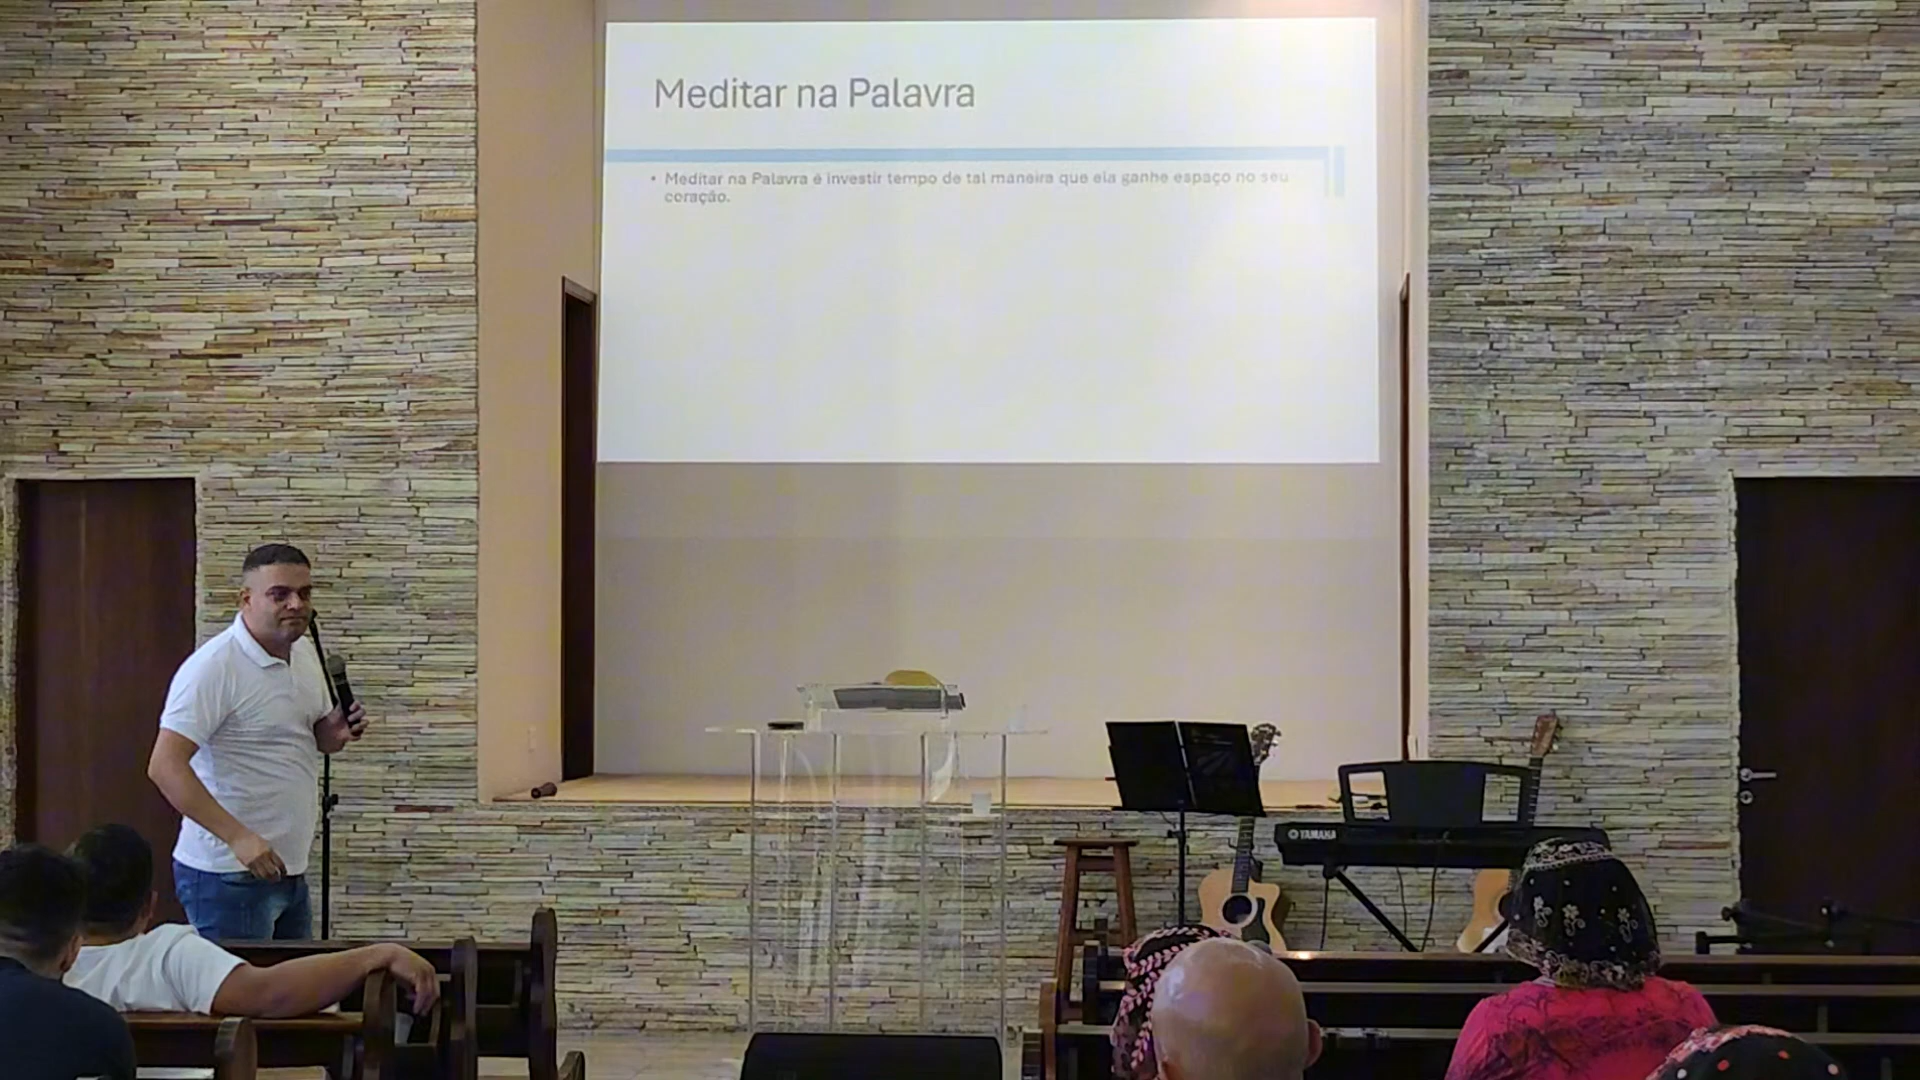 Meditar na Palavra
• Meditar na Palavra é investir tempo de tal maneira que ela ganhe espaço no seu
coração.
YAMAHA